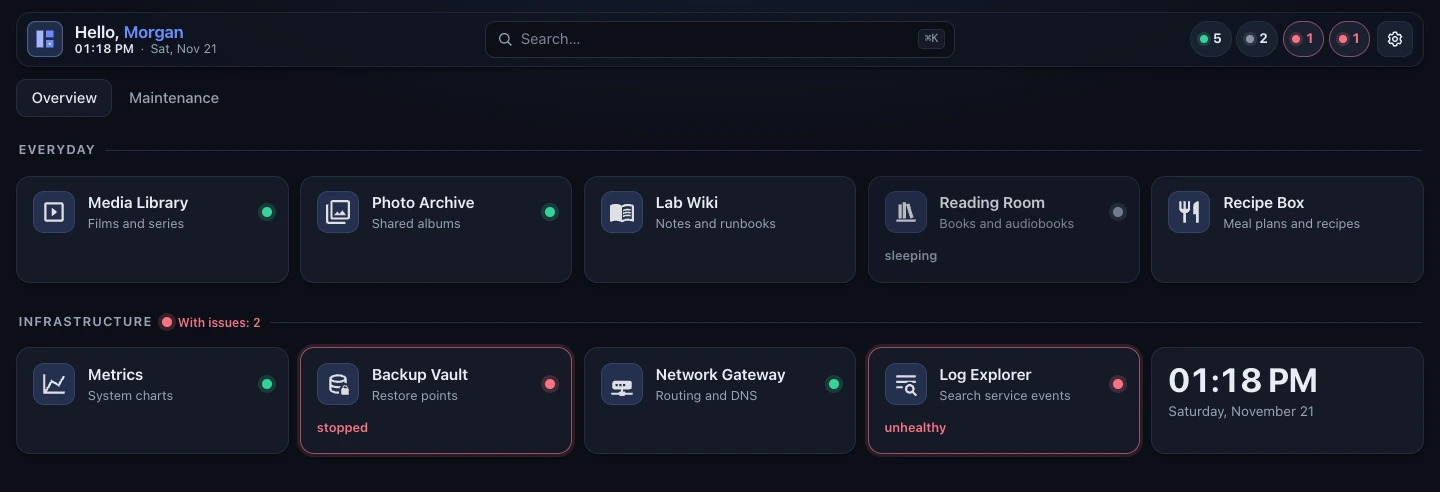 Hello, Morgan
01:18 PM · Sat, Nov 21
Search...
⌘K
5
2
1
1
Overview
Maintenance
EVERYDAY
Media Library
Films and series
Photo Archive
Shared albums
Lab Wiki
Notes and runbooks
Reading Room
Books and audiobooks
sleeping
Recipe Box
Meal plans and recipes
INFRASTRUCTURE
With issues: 2
Metrics
System charts
Backup Vault
Restore points
stopped
Network Gateway
Routing and DNS
Log Explorer
Search service events
unhealthy
01:18 PM
Saturday, November 21